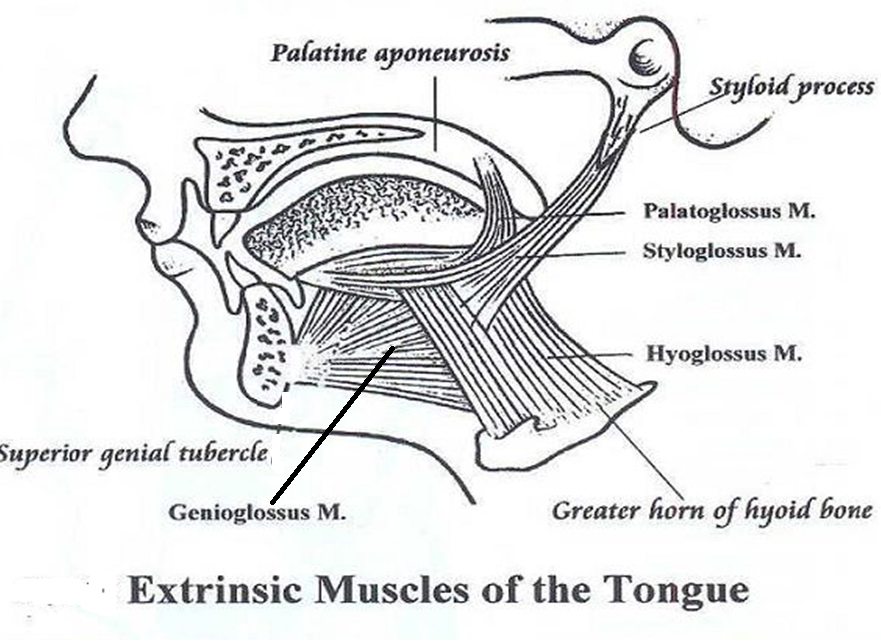 Palatine aponeurosis
Styloid process
Palatoglossus M.
Styloglossus M.
Hyoglossus M.
Superior genial tubercle
Genioglossus M.
Greater horn of hyoid bone
Extrinsic Muscles of the Tongue